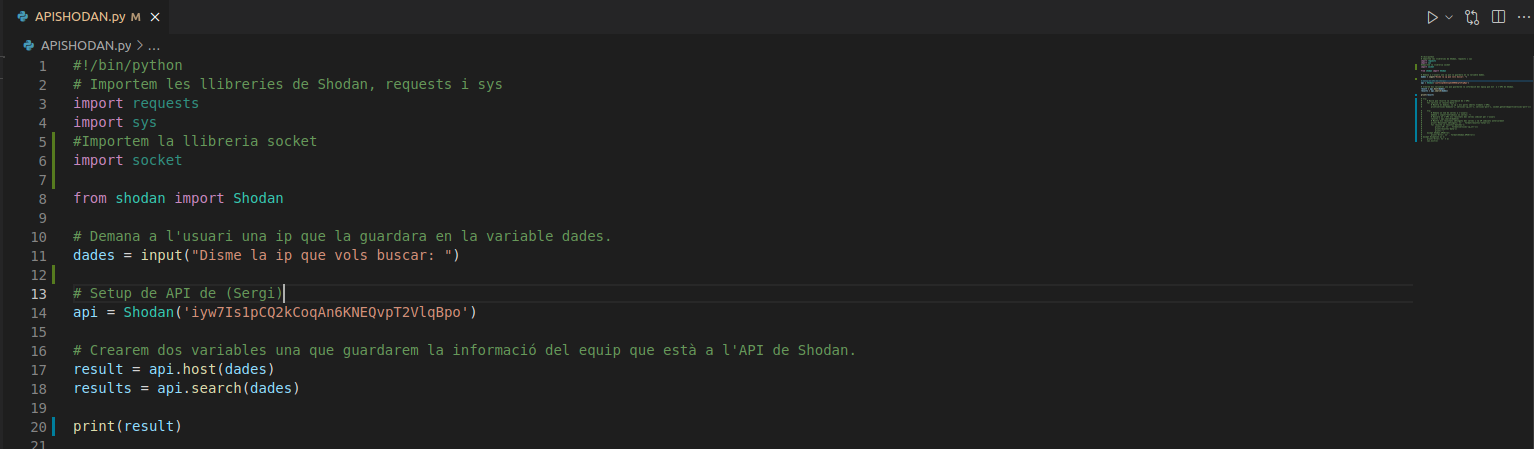 APISHODAN.py M
APISHODAN.py > ...
1 #!/bin/python
2 # Importem les llibreries de Shodan, requests i sys
3 import requests
4 import sys
5 #Importem la llibreria socket
6 import socket
7
8 from shodan import Shodan
9
10 # Demana a l'usuari una ip que la guardara en la variable dades.
11 dades = input("Disme la ip que vols buscar: ")
12
13 # Setup de API de (Sergi)
14 api = Shodan('iyw7Is1pCQ2kCoqAn6KNEQvpT2VlqBpo')
15
16 # Crearem dos variables una que guardarem la informació del equip que està a l'API de Shodan.
17 result = api.host(dades)
18 results = api.search(dades)
19
20 print(result)
21